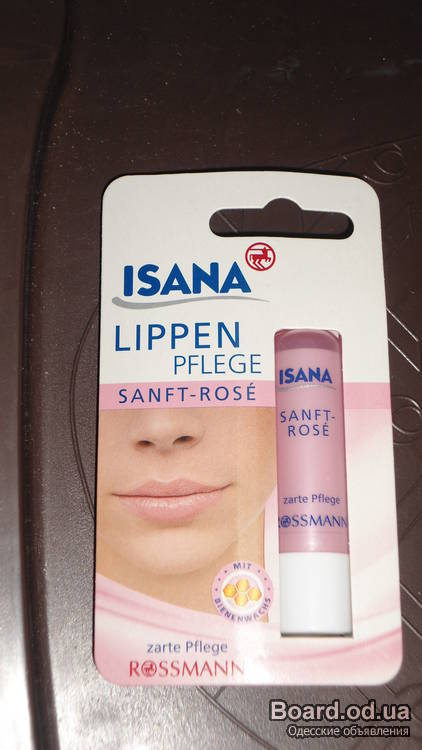 ISANA
LIPPEN
PFLEGE
SANFT-ROSÉ
MIT
BIENENWACHS
zarte Pflege
ROSSMANN
ISANA
SANFT-
ROSÉ
zarte Pflege
ROSSMANN
Board.od.ua
Одесские объявления